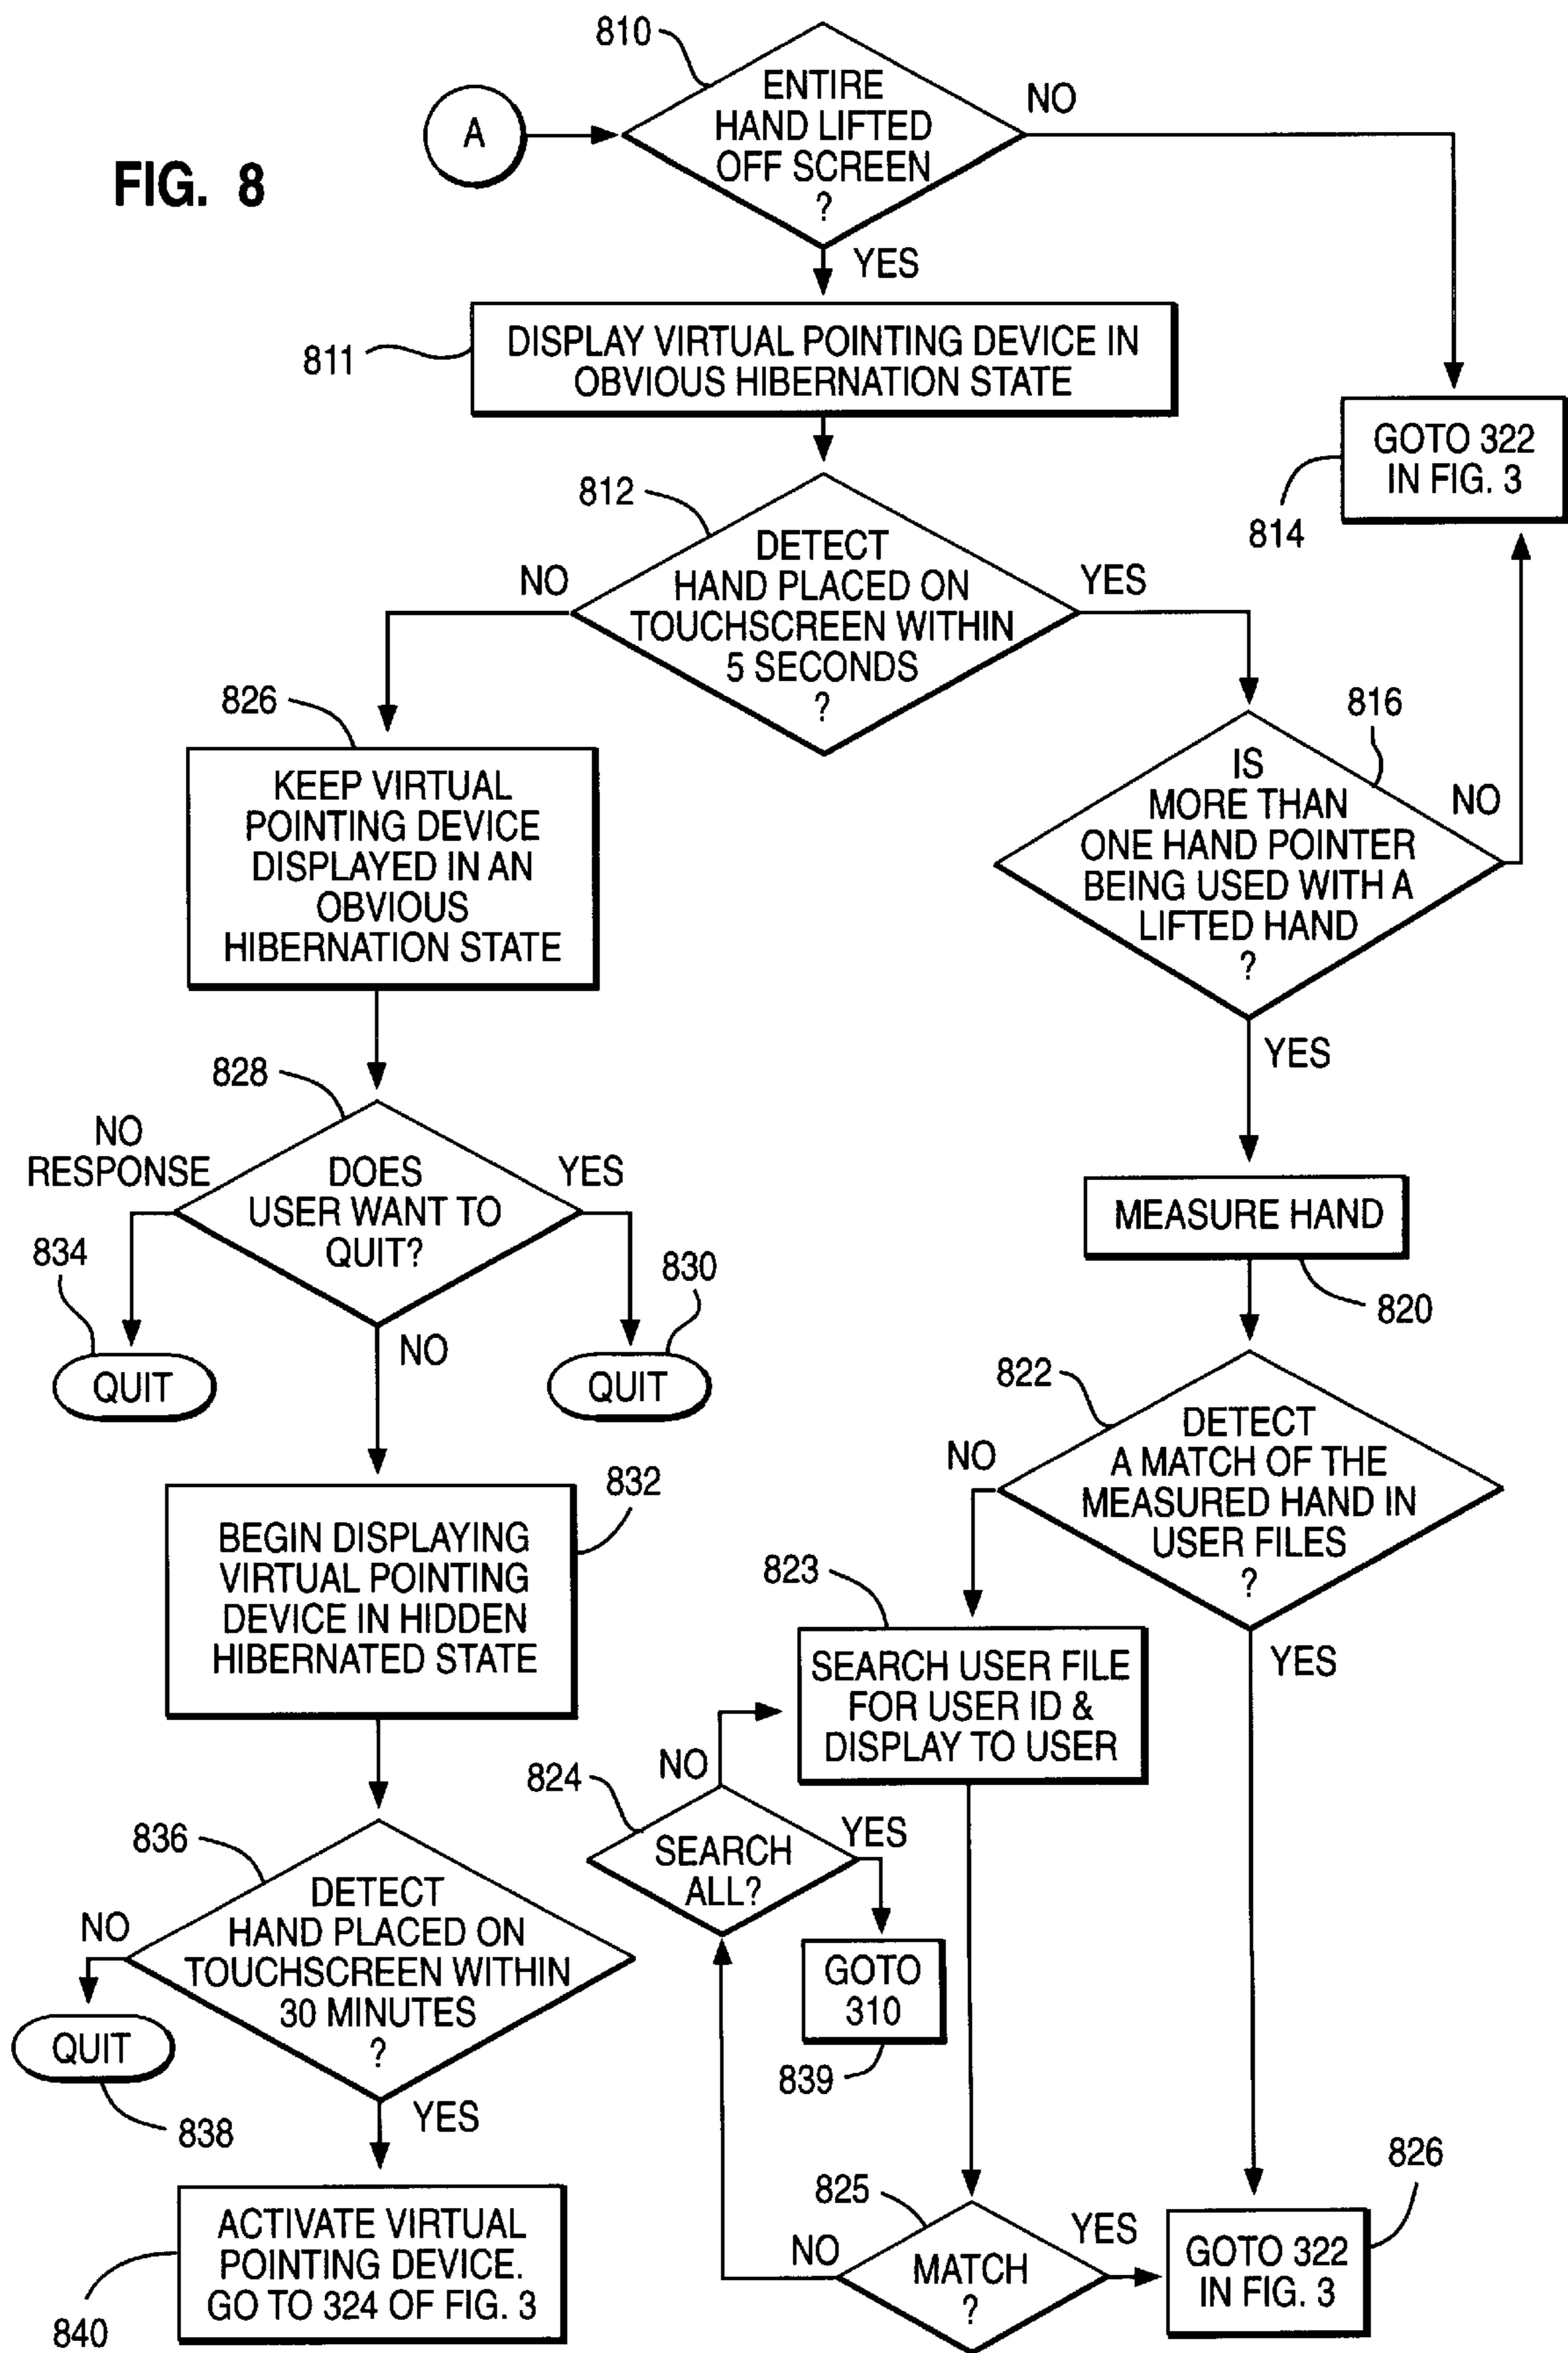 FIG. 8
A
810
ENTIRE
HAND LIFTED
OFF SCREEN
?
NO
YES
811
DISPLAY VIRTUAL POINTING DEVICE IN
OBVIOUS HIBERNATION STATE
GOTO 322
IN FIG. 3
814
812
DETECT
HAND PLACED ON
TOUCHSCREEN WITHIN
5 SECONDS
?
NO
YES
826
KEEP VIRTUAL
POINTING DEVICE
DISPLAYED IN AN
OBVIOUS
HIBERNATION STATE
816
IS
MORE THAN
ONE HAND POINTER
BEING USED WITH A
LIFTED HAND
?
NO
YES
828
NO
RESPONSE
DOES
USER WANT TO
QUIT?
YES
834
QUIT
NO
830
QUIT
MEASURE HAND
820
822
DETECT
A MATCH OF THE
MEASURED HAND IN
USER FILES
?
NO
YES
832
BEGIN DISPLAYING
VIRTUAL POINTING
DEVICE IN HIDDEN
HIBERNATED STATE
823
SEARCH USER FILE
FOR USER ID &
DISPLAY TO USER
824
NO
SEARCH
ALL?
YES
GOTO
310
839
836
DETECT
HAND PLACED ON
TOUCHSCREEN WITHIN
30 MINUTES
?
NO
QUIT
838
YES
840
ACTIVATE VIRTUAL
POINTING DEVICE.
GO TO 324 OF FIG. 3
825
MATCH
?
NO
YES
826
GOTO 322
IN FIG. 3